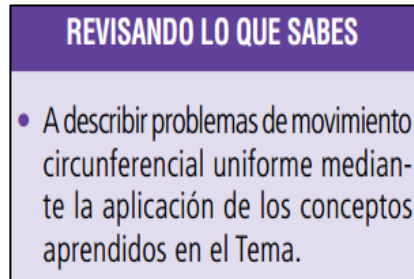 REVISANDO LO QUE SABES
• A describir problemas de movimiento
circunferencial uniforme median-
te la aplicación de los conceptos
aprendidos en el Tema.